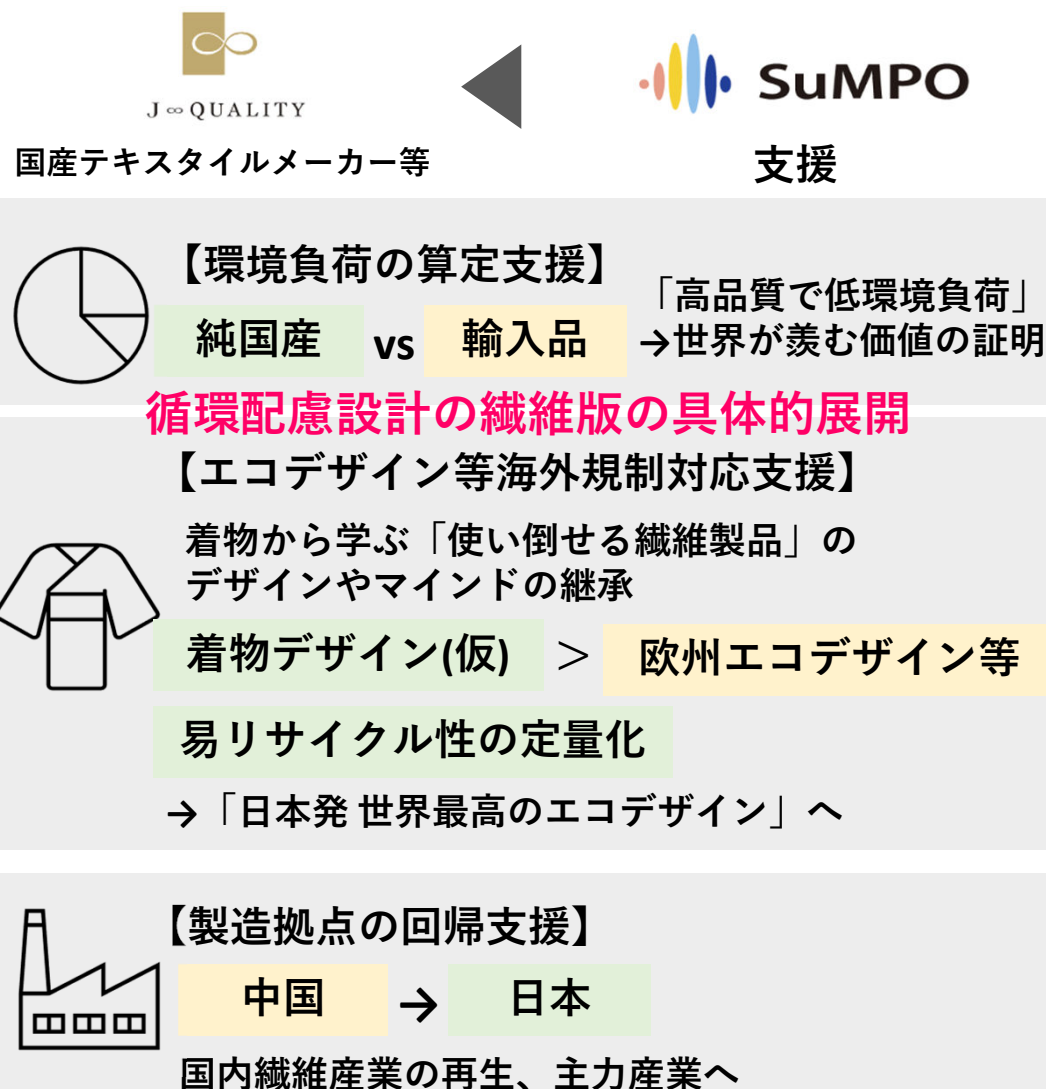 J∞QUALITY
SuMPO
国産テキスタイルメーカー等
支援
【環境負荷の算定支援】
純国産 vs 輸入品
「高品質で低環境負荷」
→世界が羨む価値の証明
循環配慮設計の繊維版の具体的展開
【エコデザイン等海外規制対応支援】
着物から学ぶ「使い倒せる繊維製品」の
デザインやマインドの継承
着物デザイン(仮) ＞ 欧州エコデザイン等
易リサイクル性の定量化
→「日本発 世界最高のエコデザイン」へ
【製造拠点の回帰支援】
中国 → 日本
国内繊維産業の再生、主力産業へ